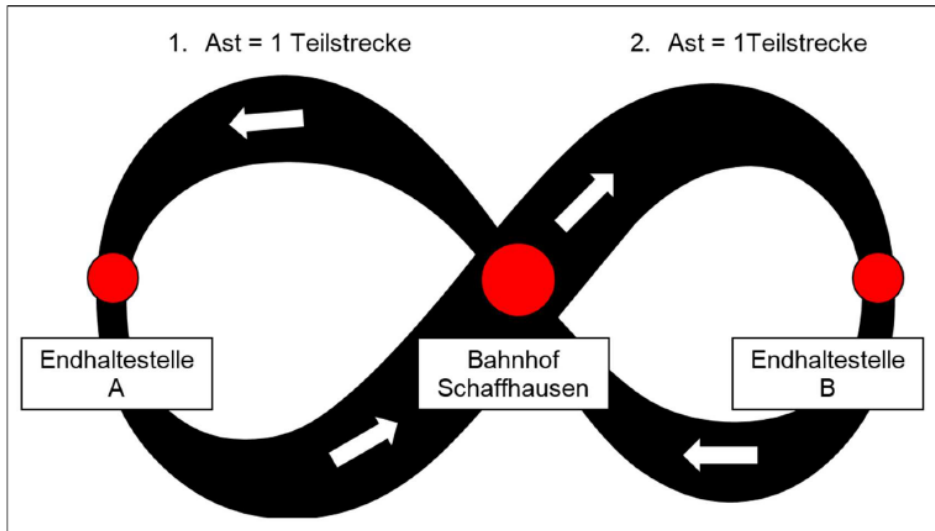 1. Ast = 1 Teilstrecke
2. Ast = 1Teilstrecke
Endhaltestelle
A
Bahnhof
Schaffhausen
Endhaltestelle
B